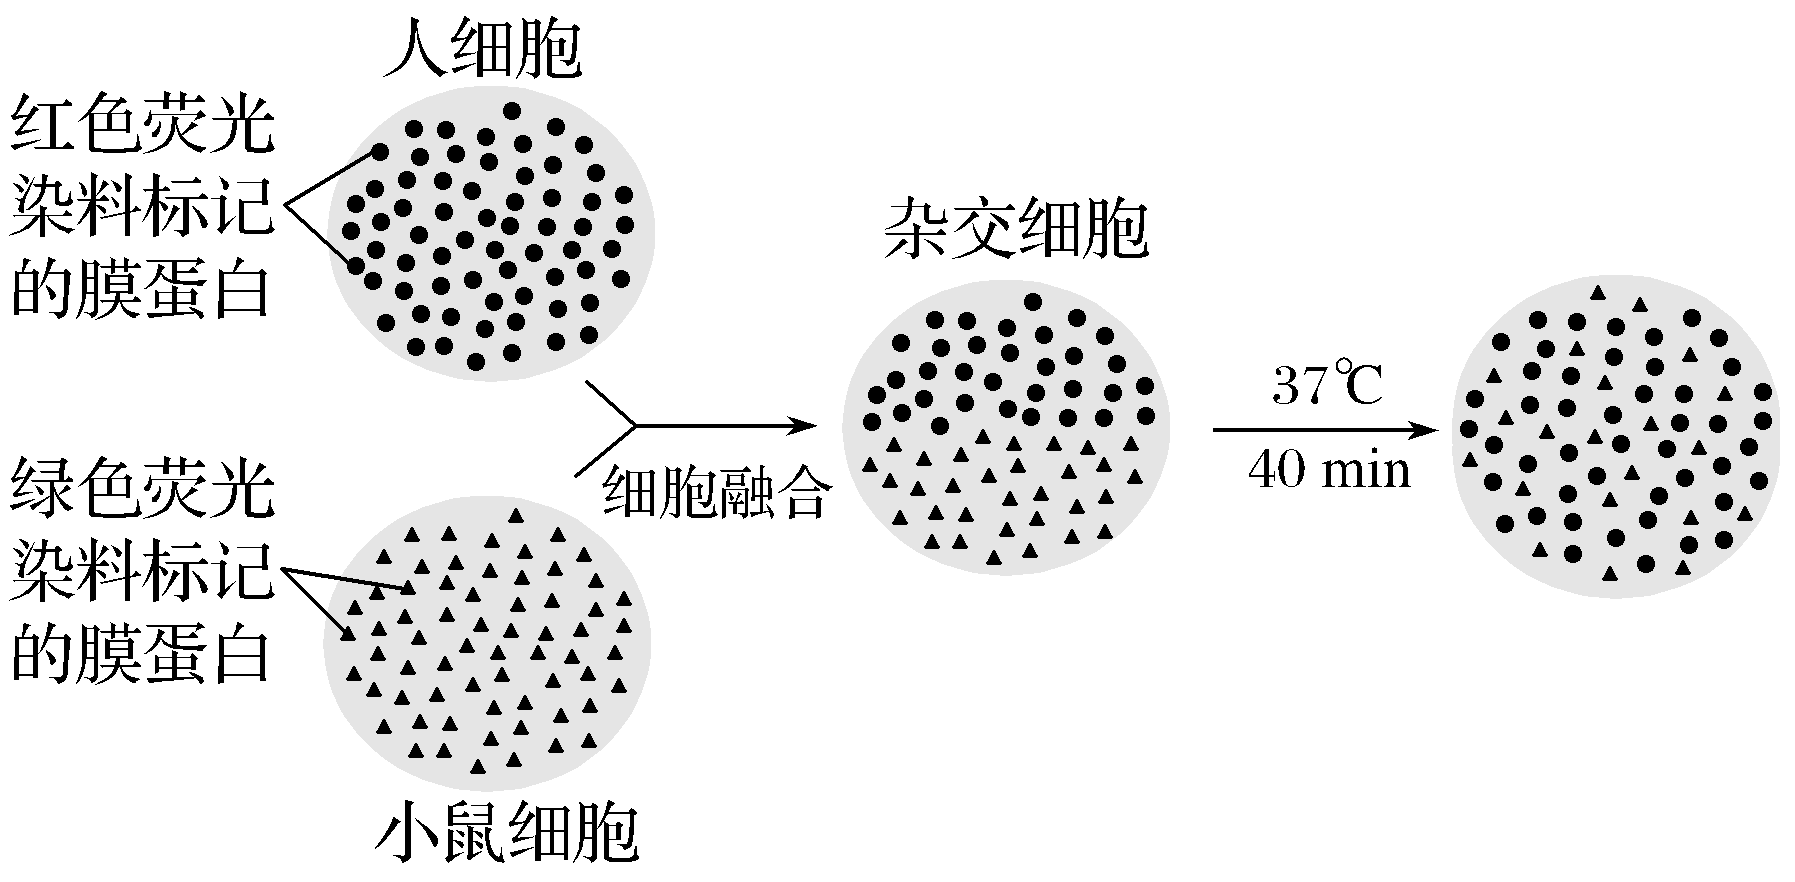 人细胞
红色荧光
染料标记
的膜蛋白
杂交细胞
37℃
40 min
细胞融合
绿色荧光
染料标记
的膜蛋白
小鼠细胞